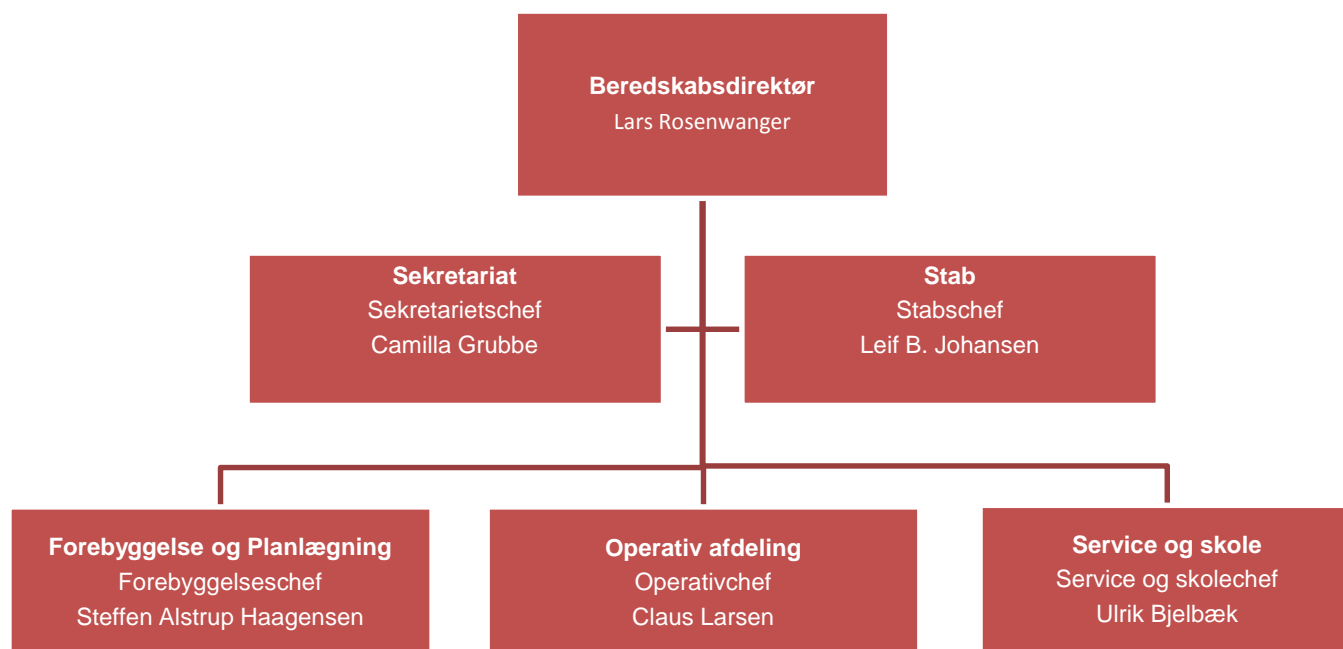 Beredskabsdirektør
Lars Rosenwanger
Sekretariat
Sekretarietschef
Camilla Grubbe
Stab
Stabschef
Leif B. Johansen
Forebyggelse og Planlægning
Forebyggelseschef
Steffen Alstrup Haagensen
Operativ afdeling
Operativchef
Claus Larsen
Service og skole
Service og skolechef
Ulrik Bjelbæk